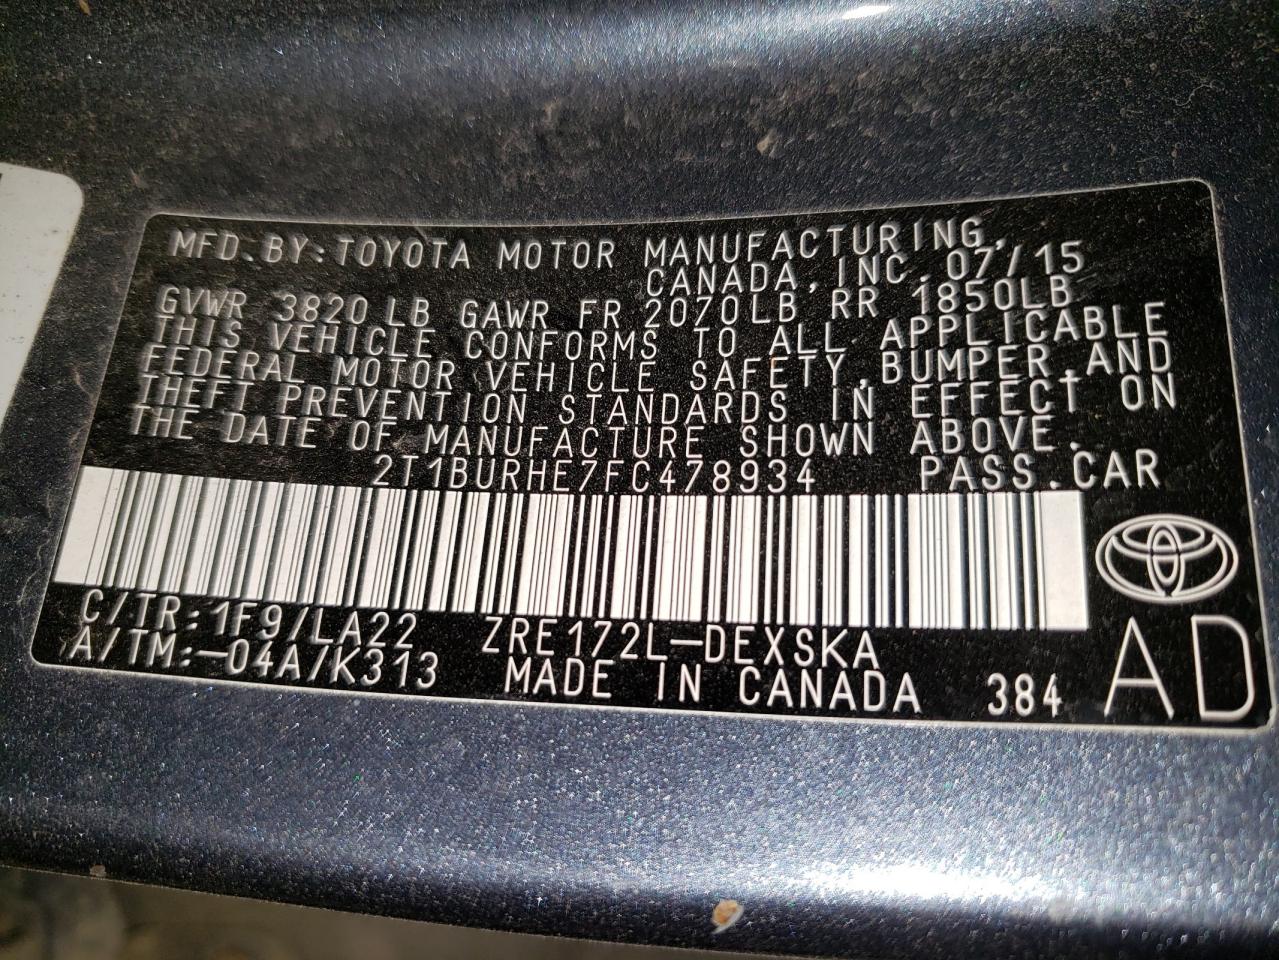 MFD.BY:TOYOTA MOTOR MANUFACTURING,
CANADA,INC.07/15
GVWR 3820LB GAWR FR 2070LB RR 1850LB
THIS VEHICLE CONFORMS TO ALL APPLICABLE
FEDERAL MOTOR VEHICLE SAFETY,BUMPER,AND
THEFT PREVENTION STANDARDS IN EFFECT ON
THE DATE OF MANUFACTURE SHOWN ABOVE.
2T1BURHE7FC478934 PASS.CAR
C/TR:1F9/LA22 ZRE172L-DEXSKA
A/TM:-04A/K313 MADE IN CANADA 384 AD